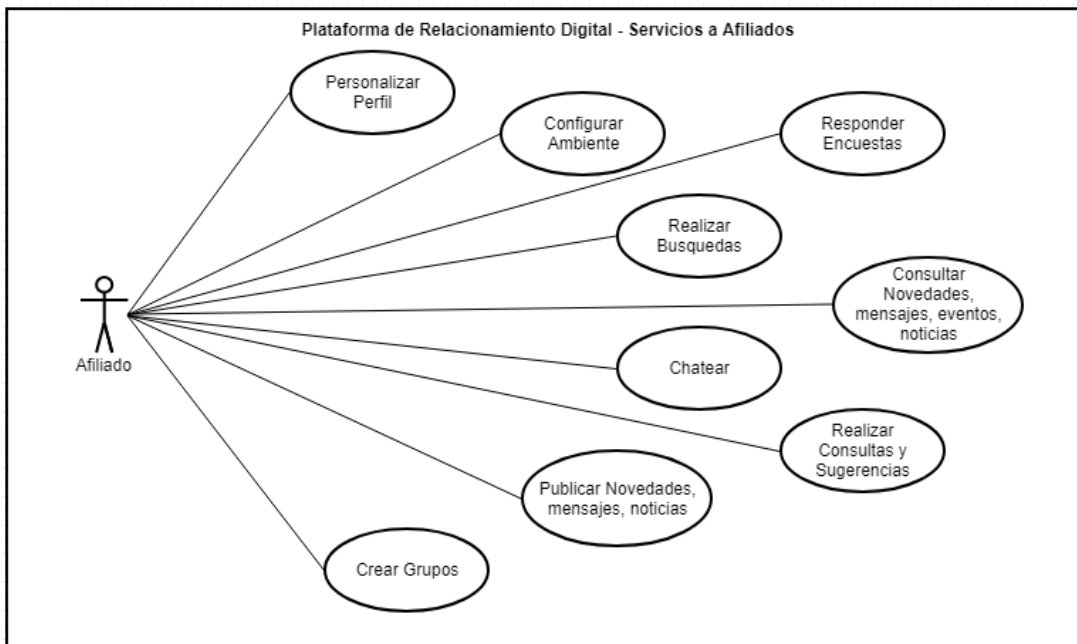 Plataforma de Relacionamiento Digital - Servicios a Afiliados
Personalizar
Perfil
Configurar
Ambiente
Responder
Encuestas
Realizar
Busquedas
Consultar
Novedades,
mensajes, eventos,
noticias
Afiliado
Chatear
Realizar
Consultas y
Sugerencias
Publicar Novedades,
mensajes, noticias
Crear Grupos